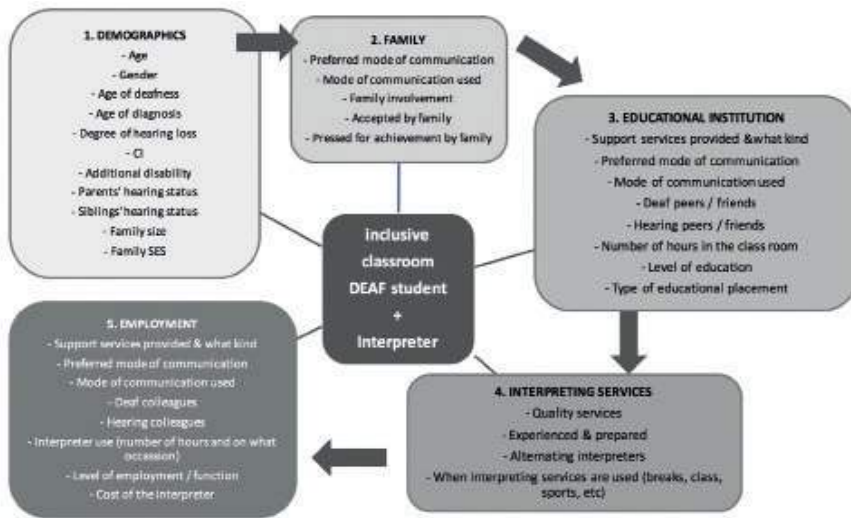 1. DEMOGRAPHICS
- Age
- Gender
- Age of deafness
- Age of diagnosis
- Degree of hearing loss
- CI
- Additional disability
- Parents' hearing status
- Siblings' hearing status
- Family size
- Family SES
2. FAMILY
- Preferred mode of communication
- Mode of communication used
- Family involvement
- Accepted by family
- Pressed for achievement by family
3. EDUCATIONAL INSTITUTION
- Support services provided &what kind
- Preferred mode of communication
- Mode of communication used
- Deaf peers / friends
- Hearing peers / friends
- Number of hours in the class room
- Level of education
- Type of educational placement
inclusive
classroom
DEAF student
+
Interpreter
4. INTERPRETING SERVICES
- Quality services
- Experienced & prepared
- Alternating interpreters
- When interpreting services are used (breaks, class,
sports, etc)
5. EMPLOYMENT
- Support services provided & what kind
- Preferred mode of communication
- Mode of communication used
- Deaf colleagues
- Hearing colleagues
- Interpreter use (number of hours and on what
occassion)
- Level of employment / function
- Cost of the interpreter